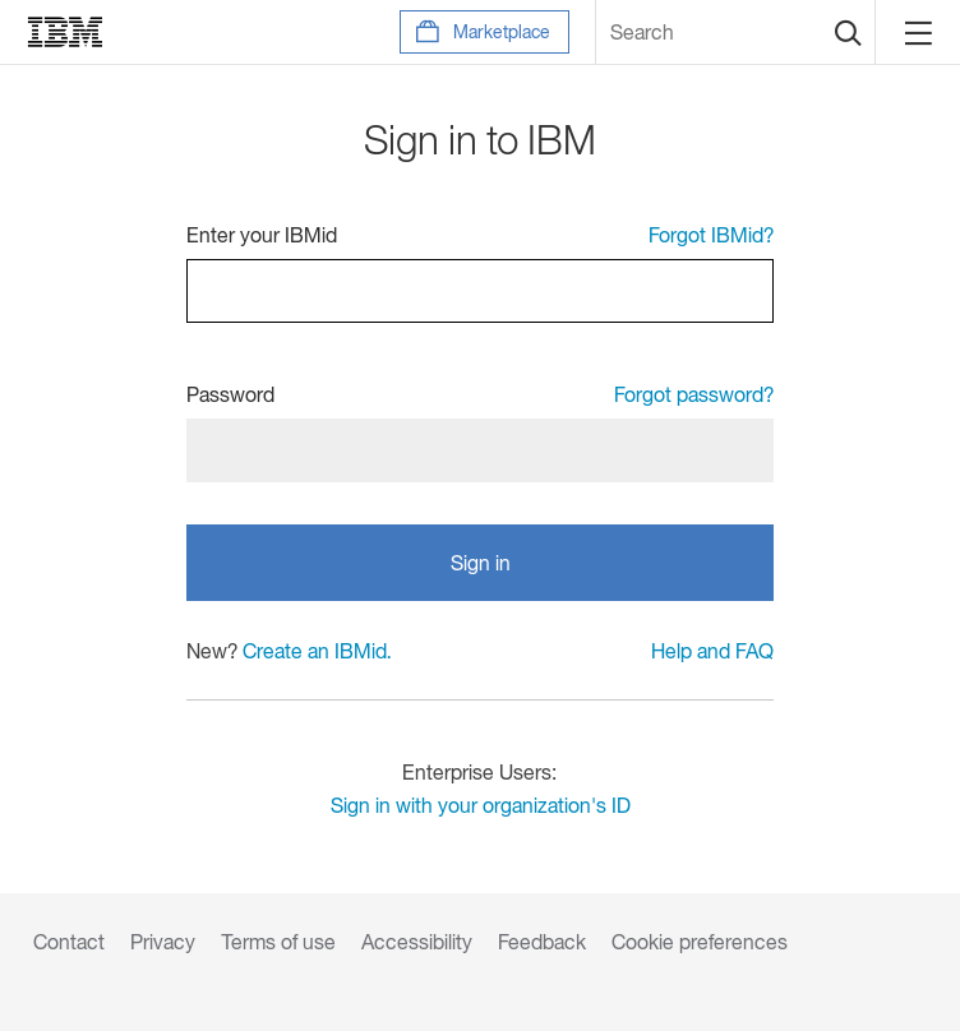 IBM Marketplace Search
Sign in to IBM
Enter your IBMid Forgot IBMid?
Password Forgot password?
Sign in
New? Create an IBMid. Help and FAQ
Enterprise Users:
Sign in with your organization's ID
Contact Privacy Terms of use Accessibility Feedback Cookie preferences